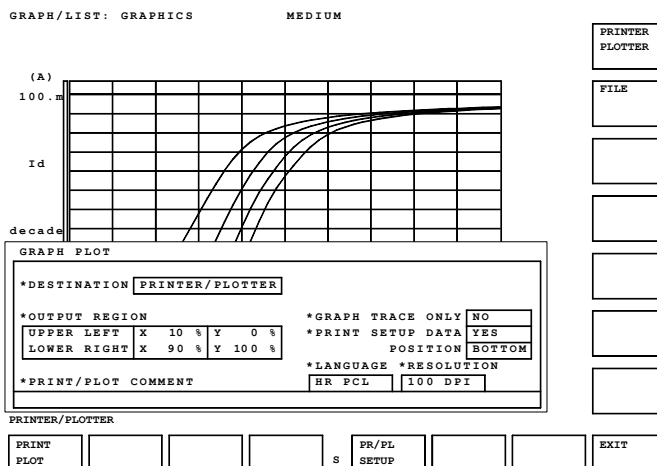 GRAPH/LIST: GRAPHICS MEDIUM
PRINTER
PLOTTER
(A)
100.m
FILE
Id
decade
GRAPH PLOT
*DESTINATION PRINTER/PLOTTER
*OUTPUT REGION *GRAPH TRACE ONLY NO
UPPER LEFT X 10 % Y 0 % *PRINT SETUP DATA YES
LOWER RIGHT X 90 % Y 100 % POSITION BOTTOM
*LANGUAGE *RESOLUTION
*PRINT/PLOT COMMENT HR PCL 100 DPI
PRINTER/PLOTTER
PRINT
PLOT
S
PR/PL
SETUP
EXIT